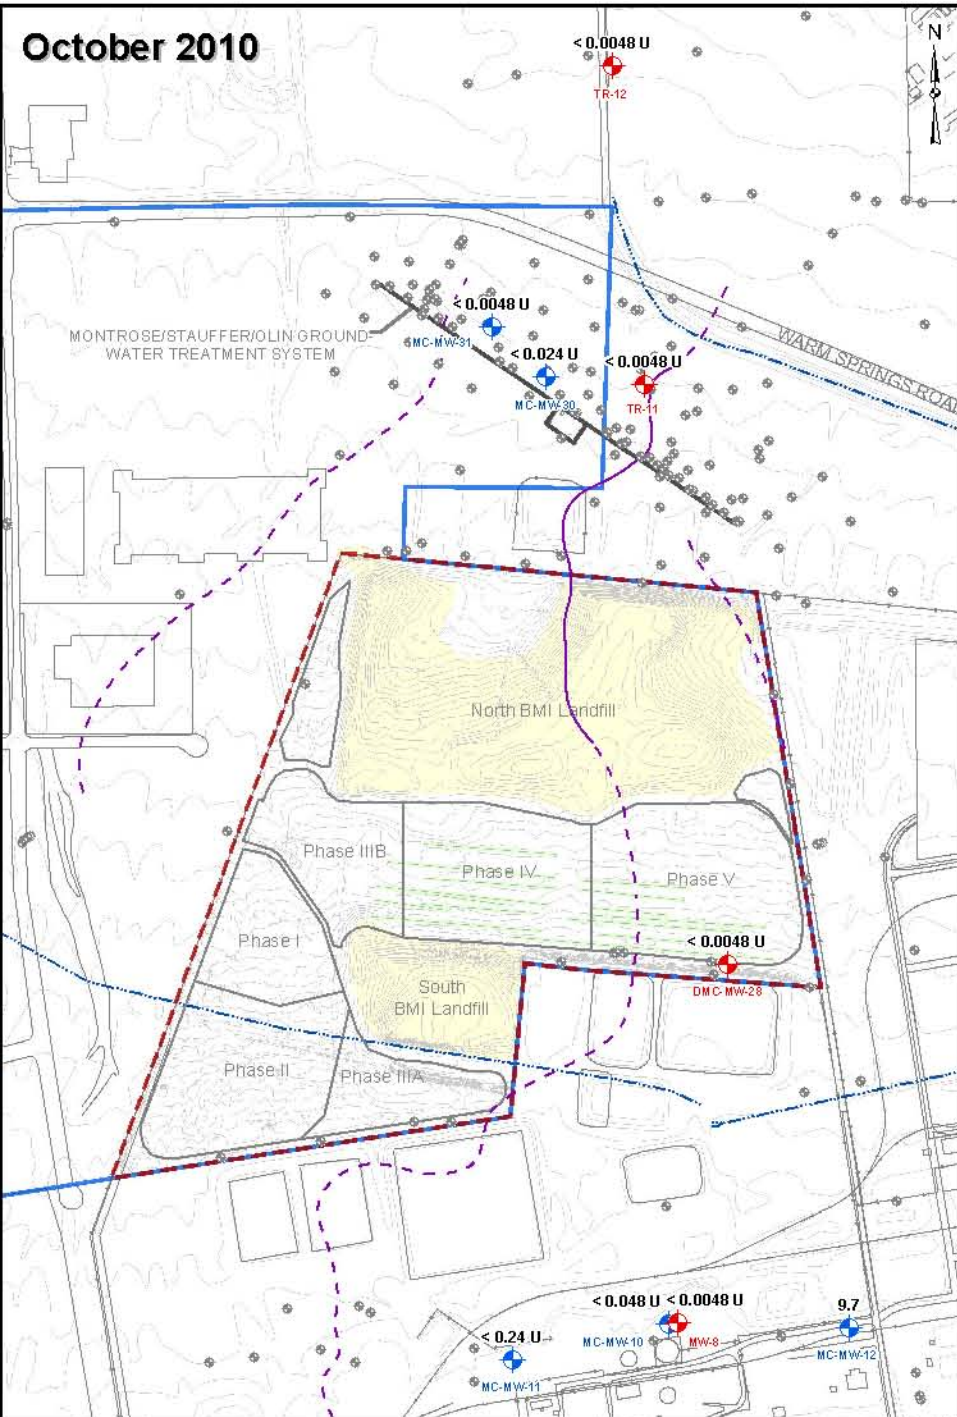 October 2010
N
< 0.0048 U
TR-12
WARM SPRINGS ROAD
MONTROSE/STAUFFER/OLIN GROUND-
WATER TREATMENT SYSTEM
< 0.0048 U
MC-MW-31
< 0.024 U
MC-MW-30
< 0.0048 U
TR-11
North BMI Landfill
Phase IIIB
Phase IV
Phase V
Phase I
< 0.0048 U
DMC-MW-28
South
BMI Landfill
Phase II
Phase IIIA
< 0.048 U
< 0.0048 U
MC-MW-10
MW-8
9.7
MC-MW-12
< 0.24 U
MC-MW-11